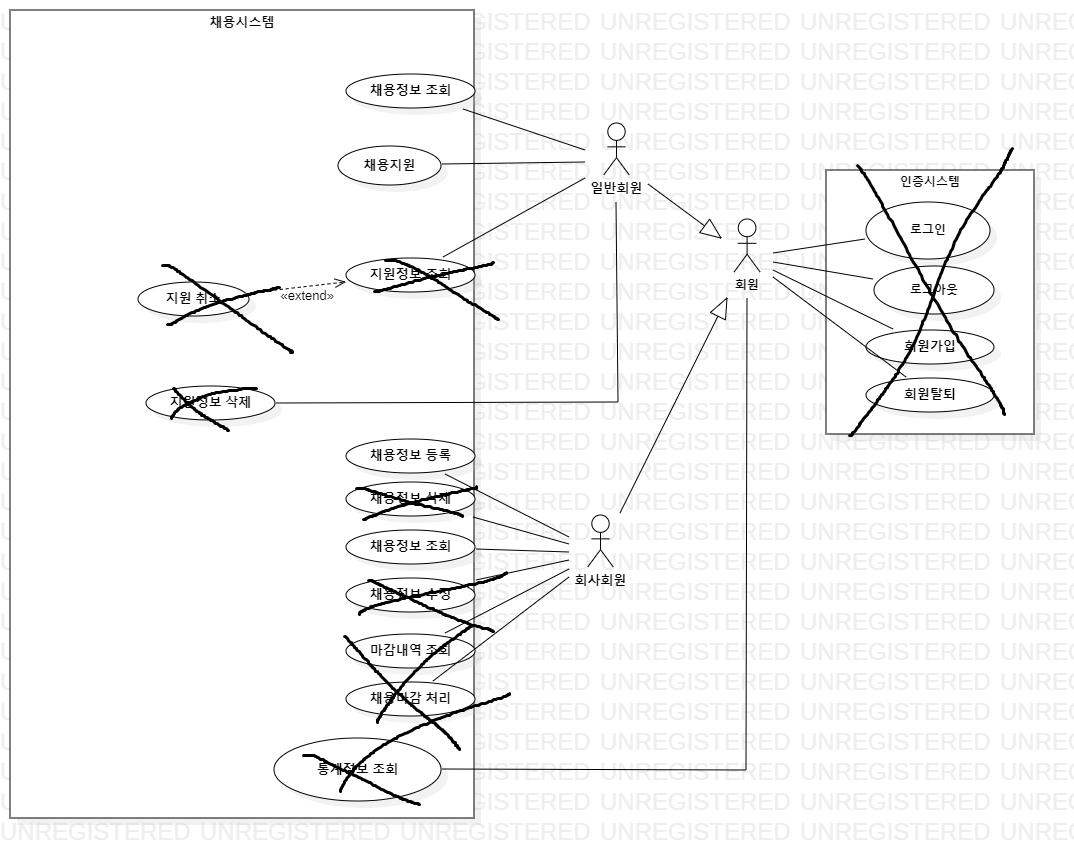 채용시스템
채용정보 조회
채용지원
일반회원
인증시스템
로그인
지원정보 조회
회원
로그아웃
지원 취소
«extend»
회원가입
회원탈퇴
지원정보 삭제
채용정보 등록
채용정보 삭제
채용정보 조회
회사회원
채용정보 수정
마감내역 조회
채용마감 처리
통계정보 조회
UNREGISTERED UNREGISTERED UNREGISTERED UNREGISTERED UNREGISTERED